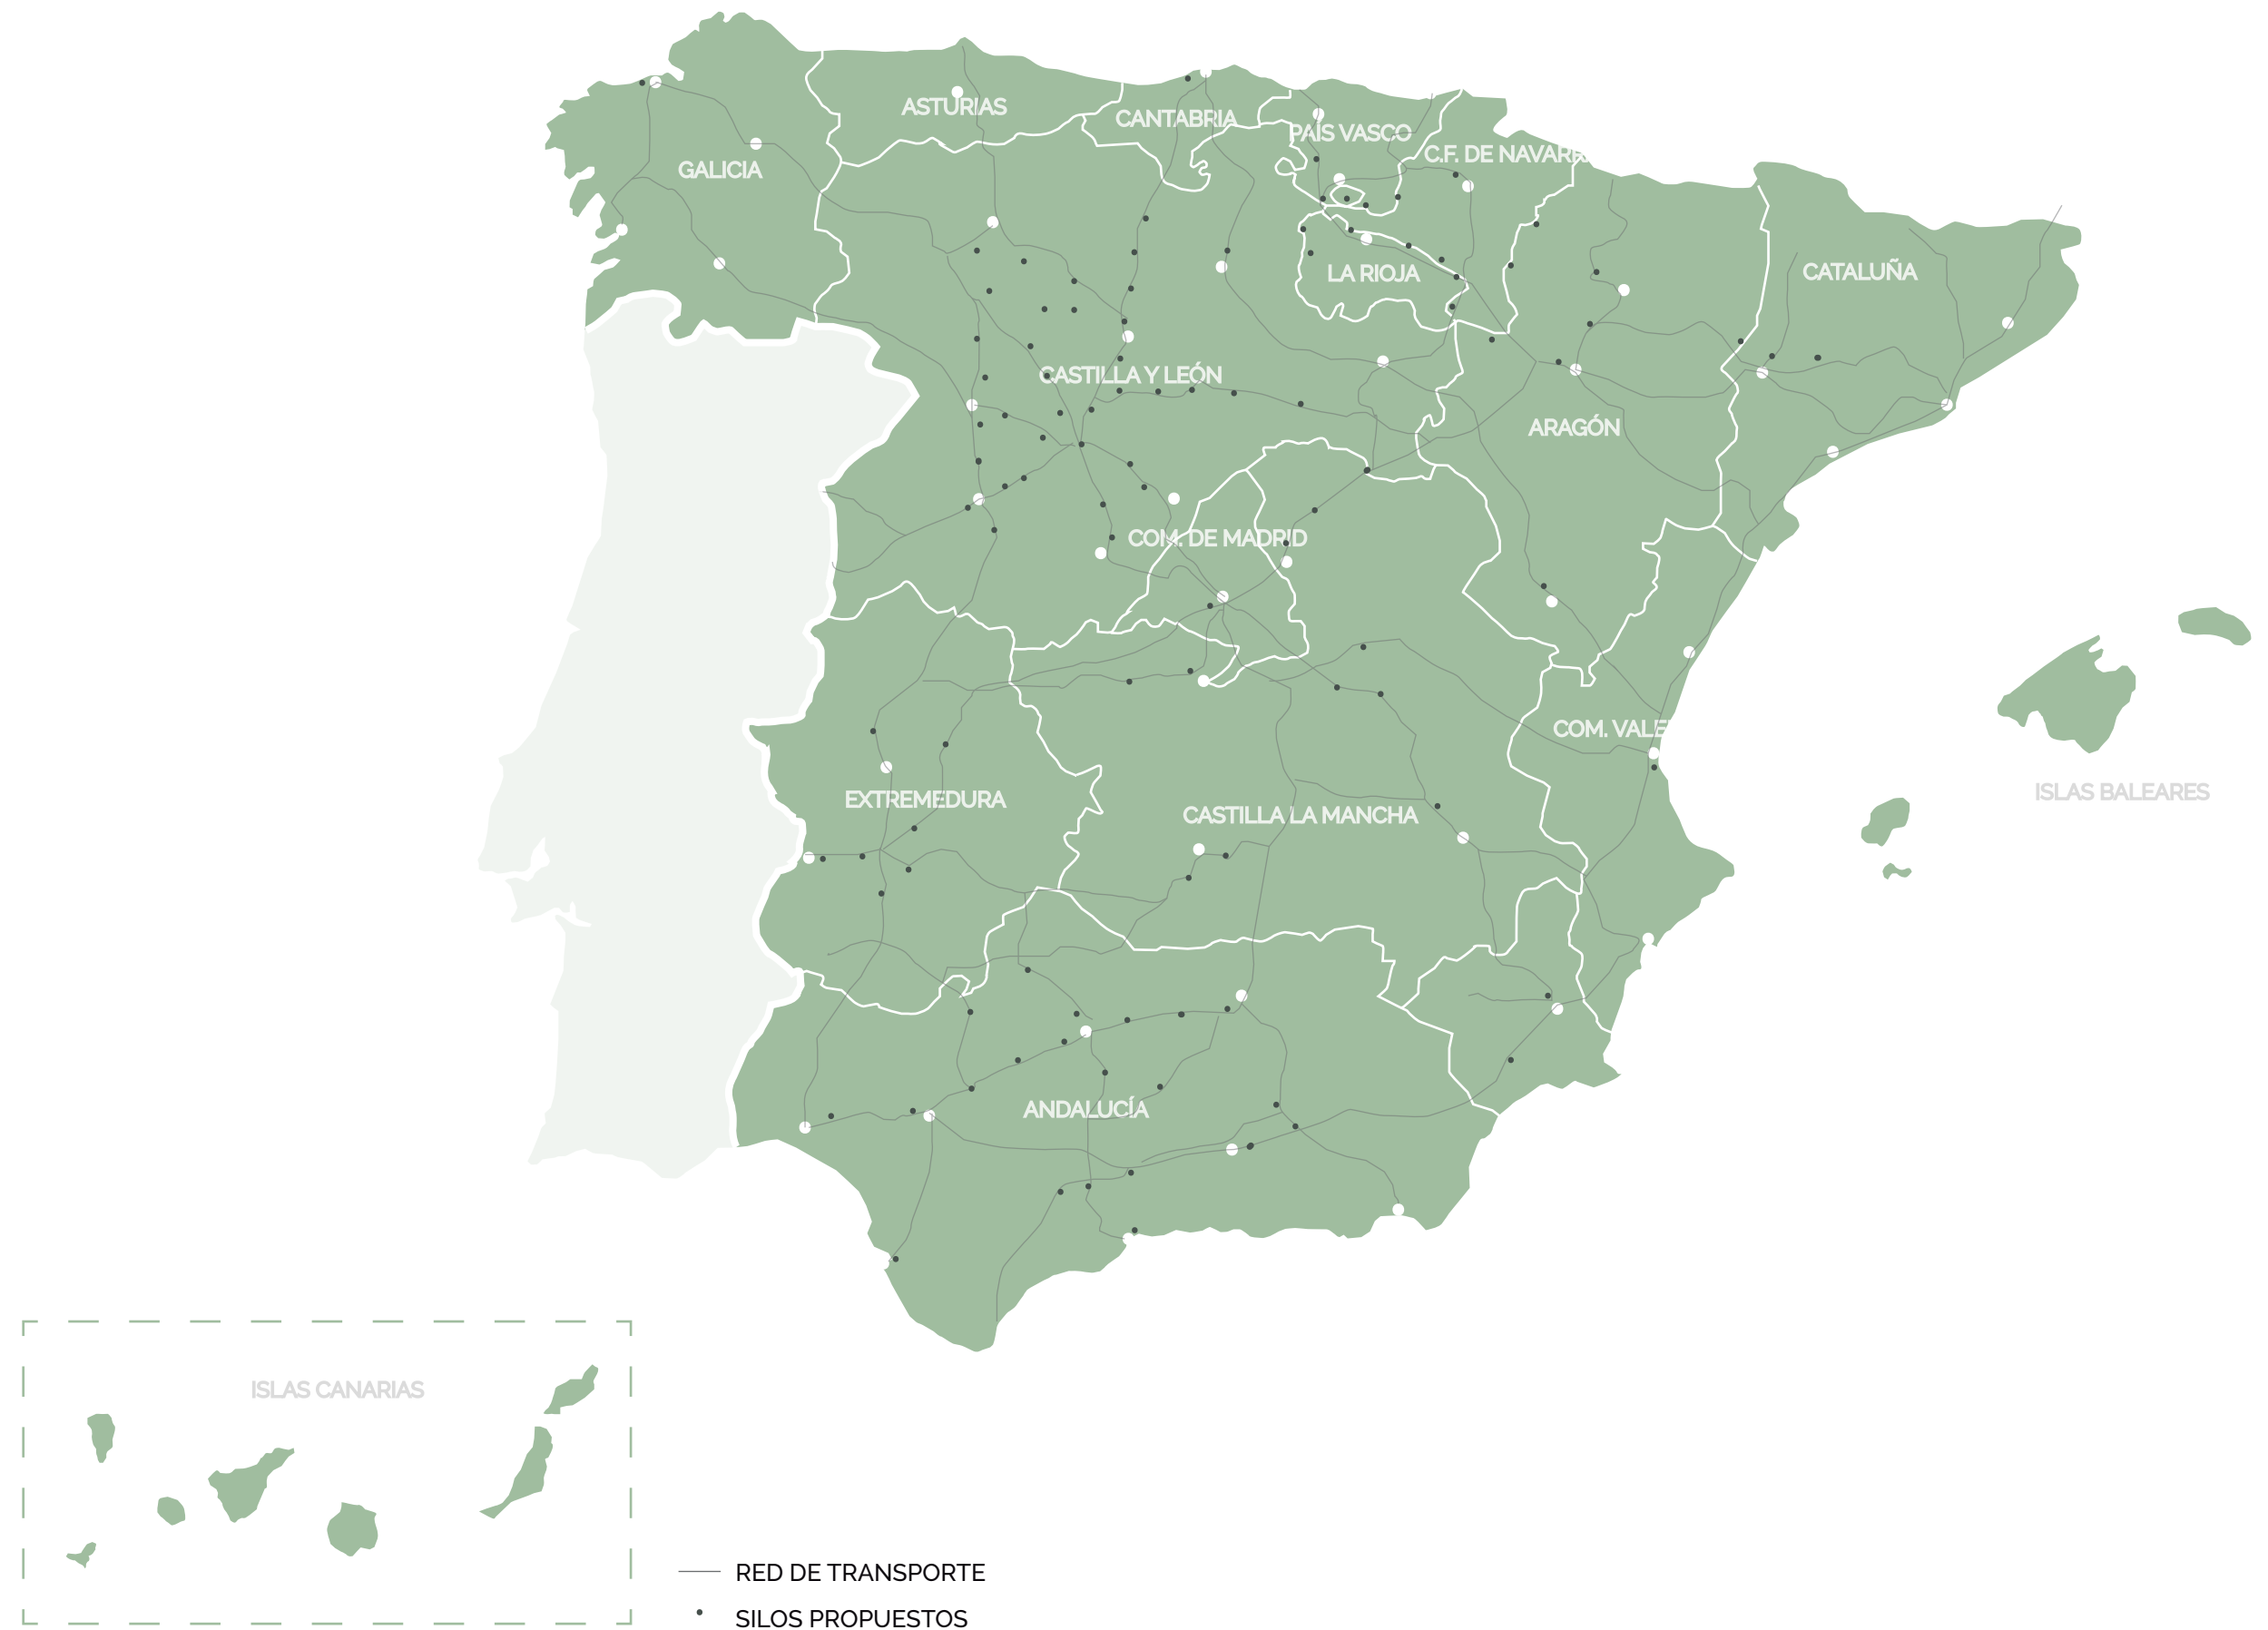 ASTURIAS
CANTABRIA
PAÍS VASCO
C.F. DE NAVARR
GALICIA
LA RIOJA
CATALUÑA
CASTILLA Y LEÓN
ARAGÓN
COM. DE MADRID
COM. VALE
ISLAS BALEARES
EXTREMEDURA
CASTILLA LA MANCHA
ANDALUCÍA
ISLAS CANARIAS
RED DE TRANSPORTE
SILOS PROPUESTOS